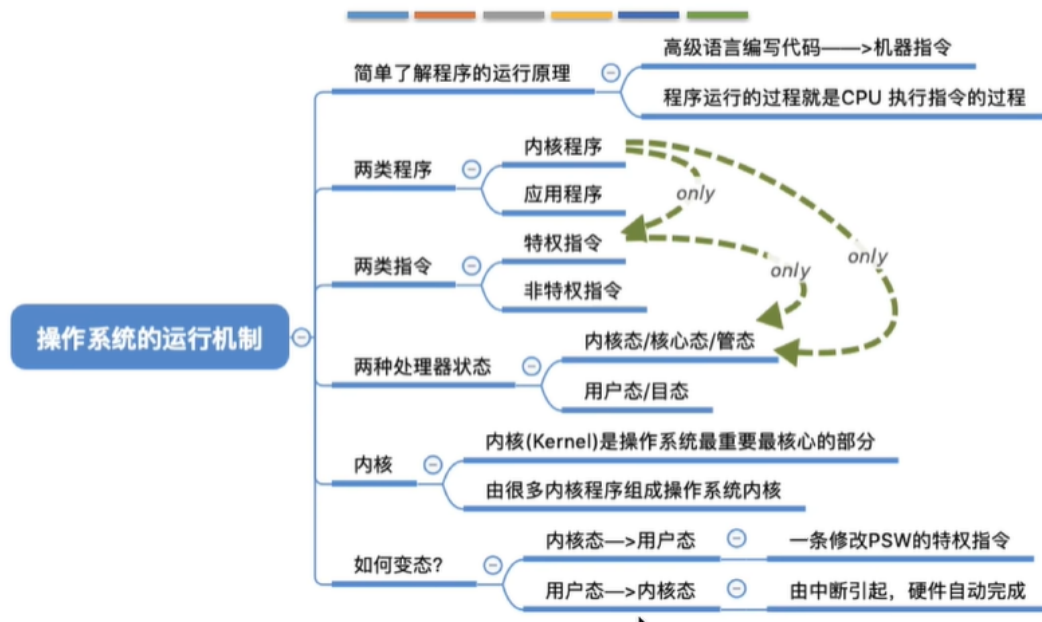 操作系统的运行机制
简单了解程序的运行原理
高级语言编写代码——>机器指令
程序运行的过程就是CPU 执行指令的过程
两类程序
内核程序
应用程序
only
两类指令
特权指令
非特权指令
only
only
两种处理器状态
内核态/核心态/管态
用户态/目态
内核
内核(Kernel)是操作系统最重要最核心的部分
由很多内核程序组成操作系统内核
如何变态?
内核态—>用户态
一条修改PSW的特权指令
用户态—>内核态
由中断引起，硬件自动完成